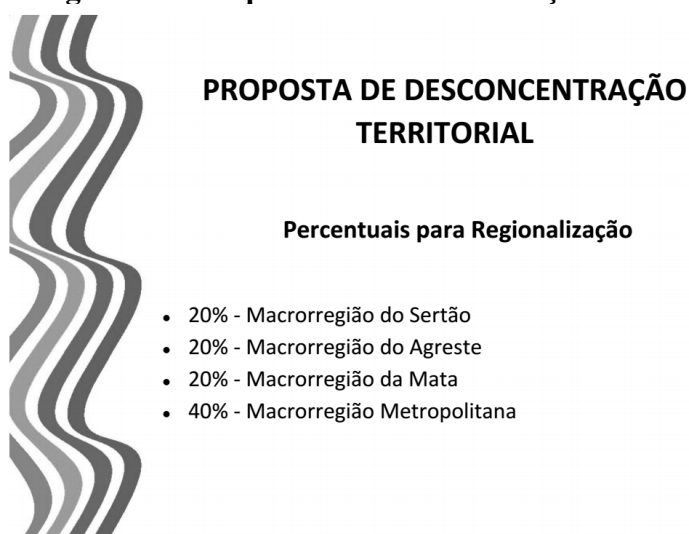 PROPOSTA DE DESCONCENTRAÇÃO
TERRITORIAL
Percentuais para Regionalização
• 20% - Macrorregião do Sertão
• 20% - Macrorregião do Agreste
• 20% - Macrorregião da Mata
• 40% - Macrorregião Metropolitana